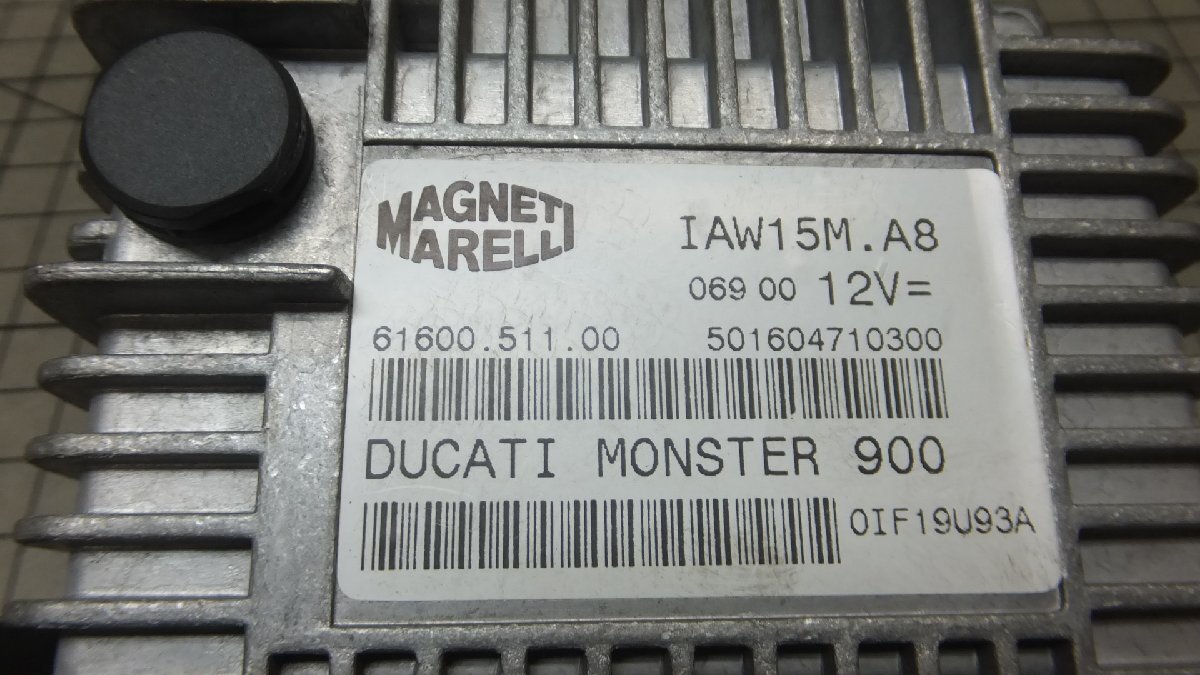 MAGNETI
MARELLI
IAW15M.A8
069 00 12V=
61600.511.00 501604710300
DUCATI MONSTER 900
0IF19U93A